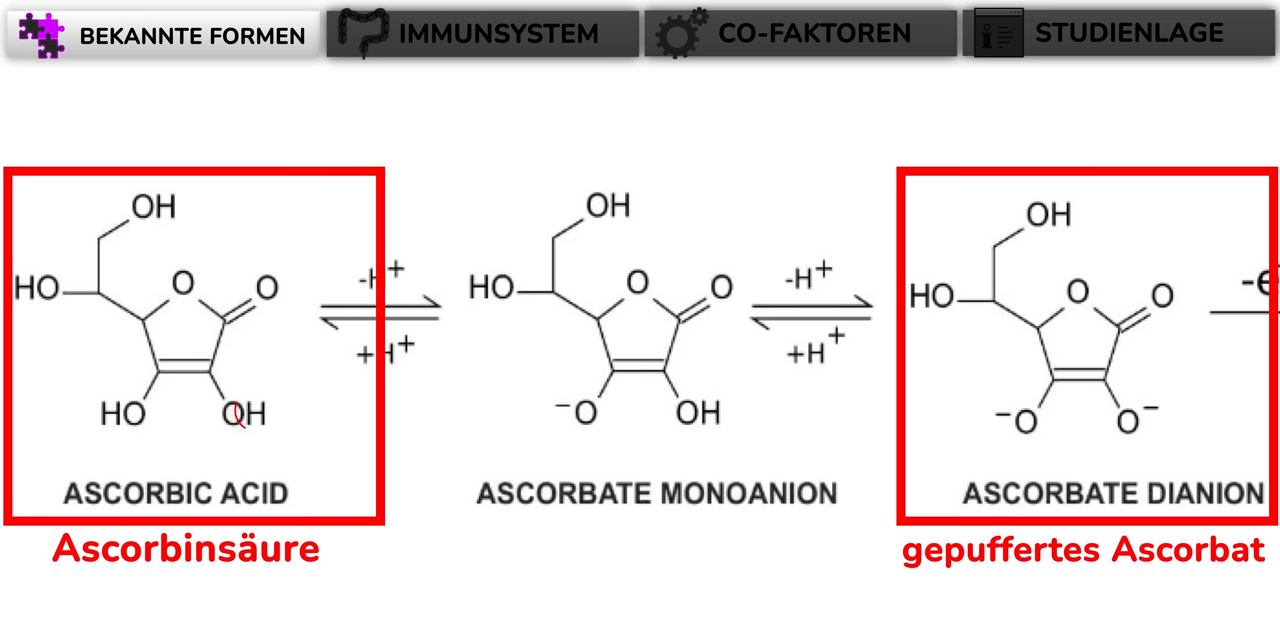 BEKANNTE FORMEN
IMMUNSYSTEM
CO-FAKTOREN
STUDIENLAGE
OH
HO
O
O
HO
OH
-H⁺
+H⁺
ASCORBIC ACID
Ascorbinsäure
OH
HO
O
O
⁻O
OH
-H⁺
+H⁺
ASCORBATE MONOANION
OH
HO
O
O
⁻O
O⁻
ASCORBATE DIANION
gepuffertes Ascorbat